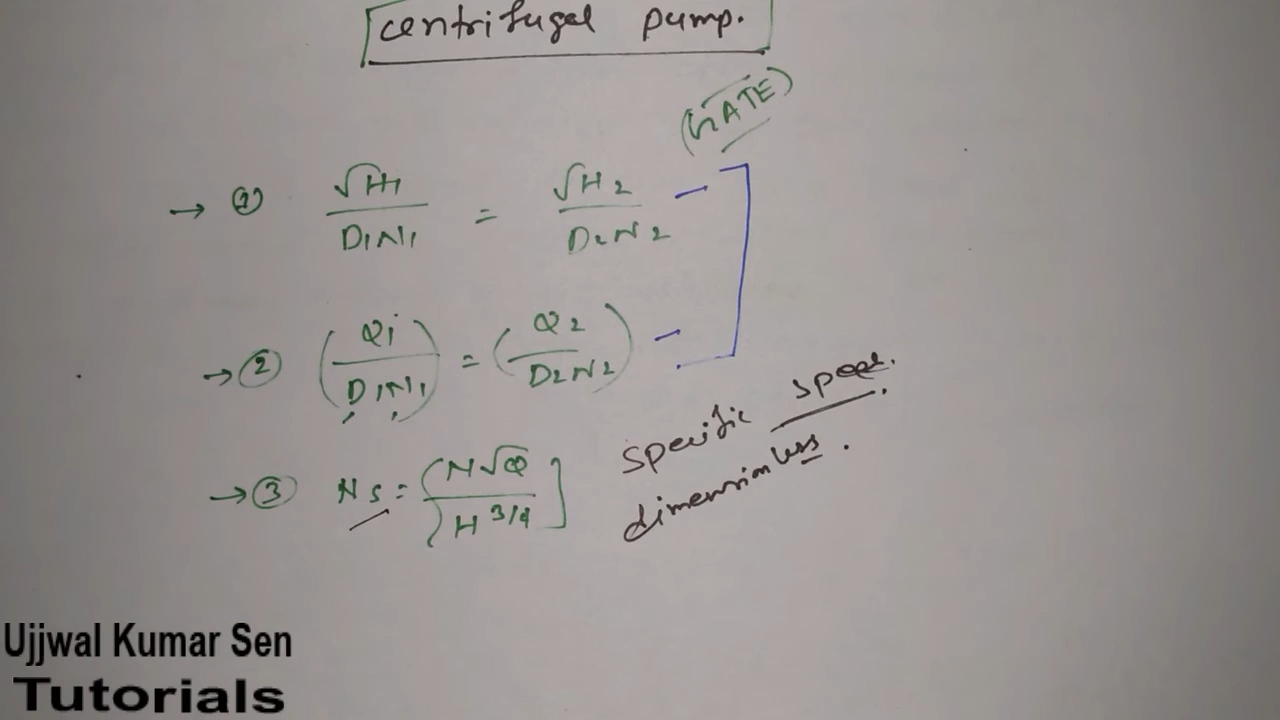 centrifugal pump.
(GATE)
→ ① √H1 / D1N1 = √H2 / D2N2
→ ② (Q1 / D1N1) = (Q2 / D2N2)
→ ③ Ns = (N√Q / H^3/4]
specific speed.
dimensionless.
Ujjwal Kumar Sen
Tutorials